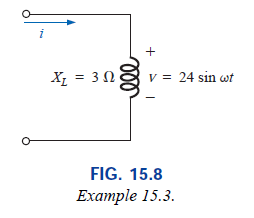 i
+
X_L = 3 Ω
v = 24 sin ωt
–
FIG. 15.8
Example 15.3.